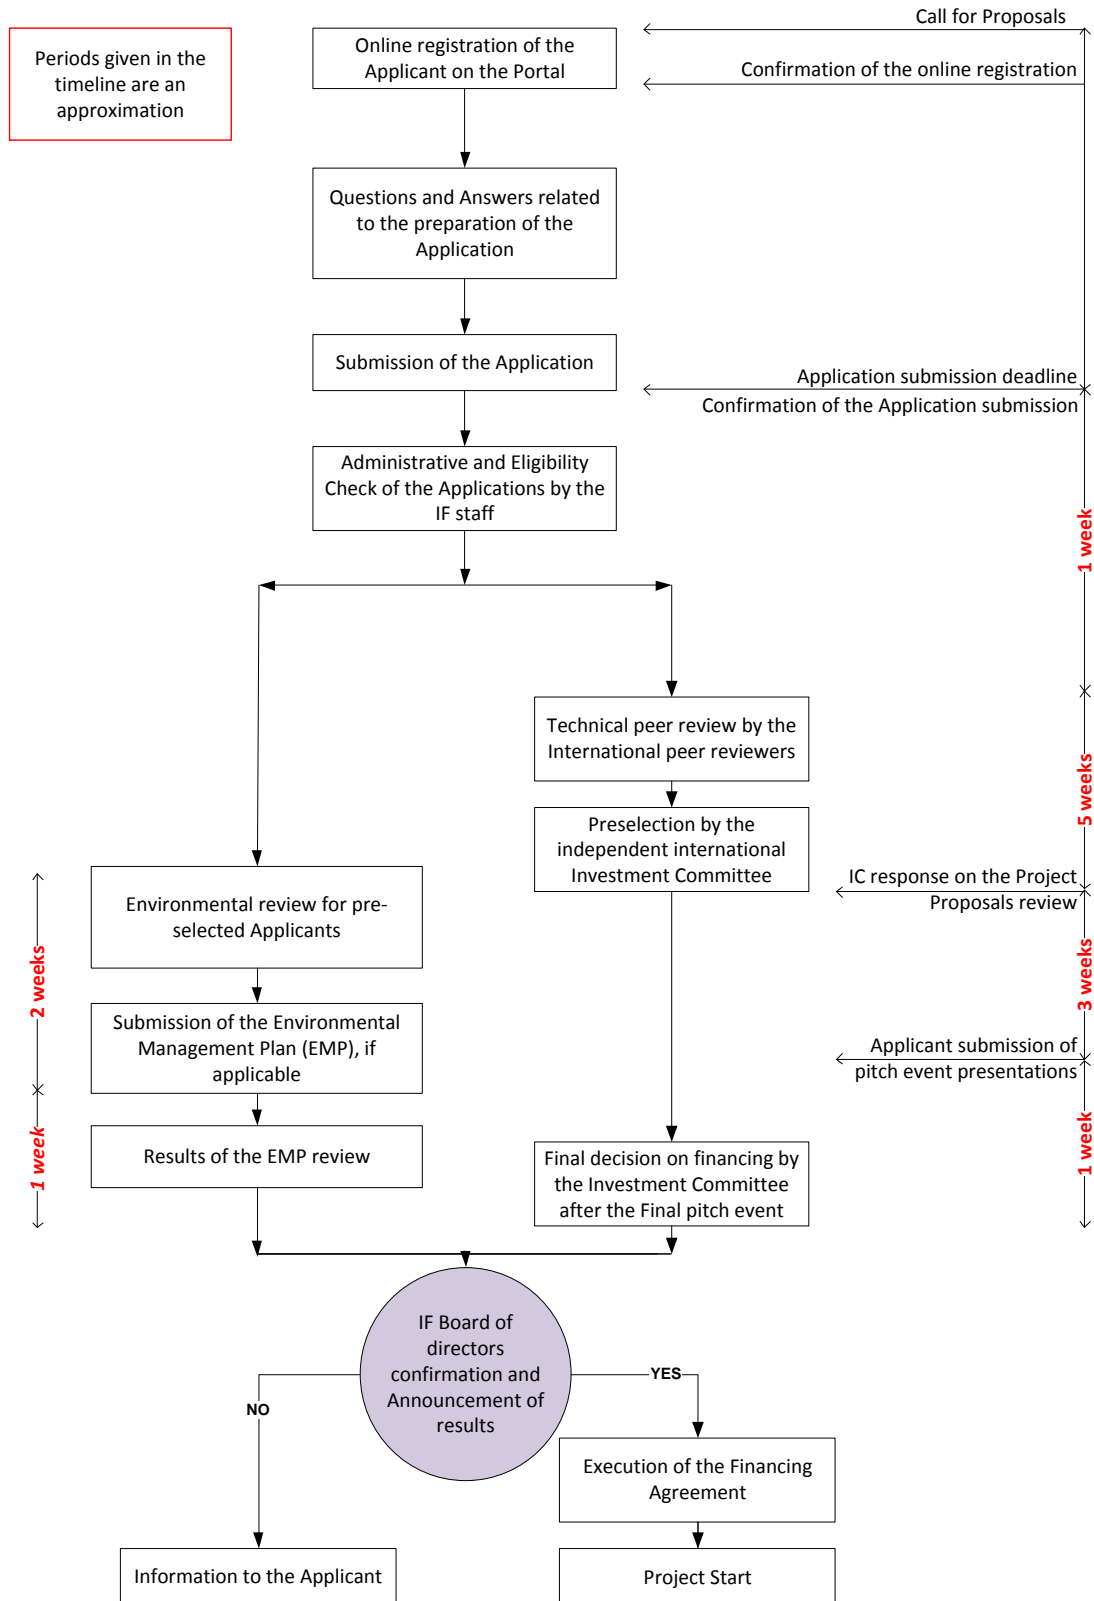 Periods given in the
timeline are an
approximation
Online registration of the
Applicant on the Portal
Call for Proposals
Confirmation of the online registration
Questions and Answers related
to the preparation of the
Application
Submission of the Application
Application submission deadline
Confirmation of the Application submission
Administrative and Eligibility
Check of the Applications by the
IF staff
1 week
Technical peer review by the
International peer reviewers
5 weeks
Preselection by the
independent international
Investment Committee
IC response on the Project
Proposals review
Environmental review for pre-
selected Applicants
2 weeks
3 weeks
Submission of the Environmental
Management Plan (EMP), if
applicable
Applicant submission of
pitch event presentations
Results of the EMP review
1 week
Final decision on financing by
the Investment Committee
after the Final pitch event
1 week
IF Board of
directors
confirmation and
Announcement of
results
NO
YES
Execution of the Financing
Agreement
Information to the Applicant
Project Start